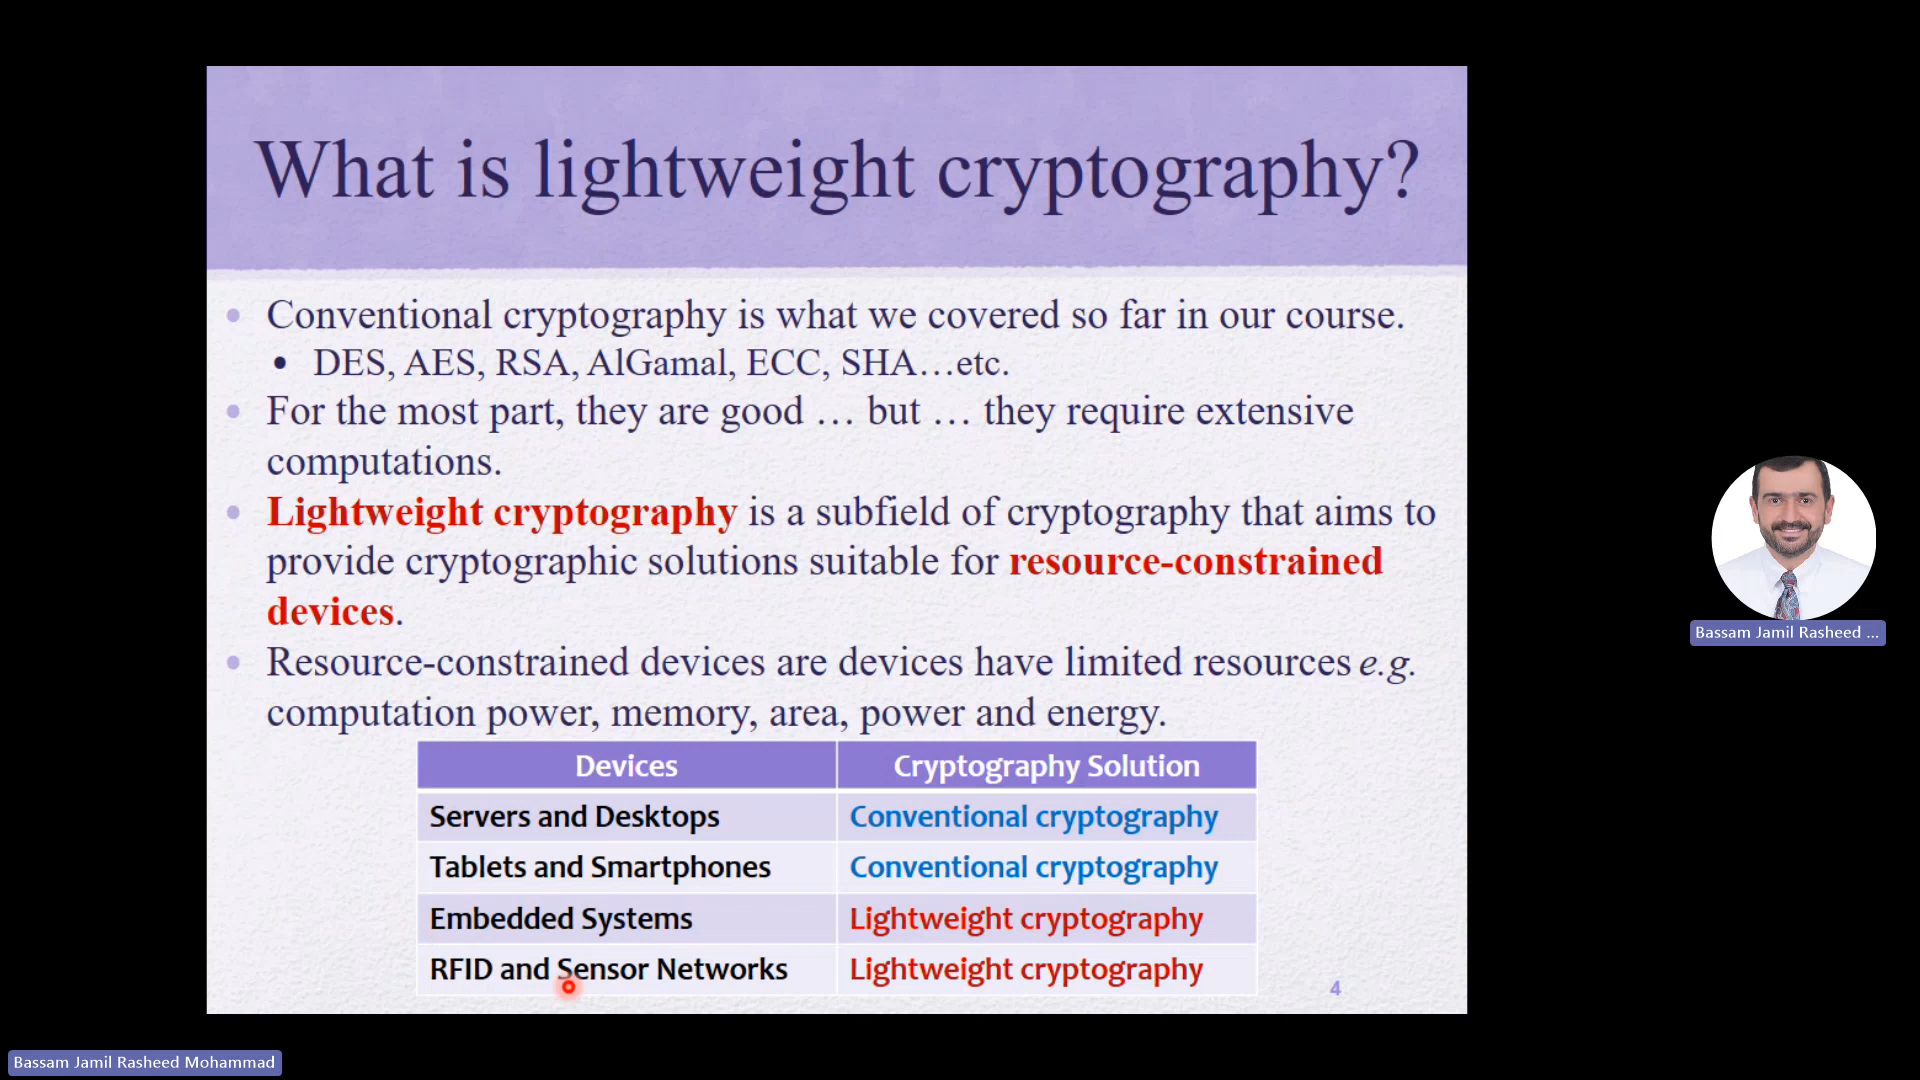 What is lightweight cryptography?
• Conventional cryptography is what we covered so far in our course.
• DES, AES, RSA, AlGamal, ECC, SHA…etc.
• For the most part, they are good … but … they require extensive
computations.
• Lightweight cryptography is a subfield of cryptography that aims to
provide cryptographic solutions suitable for resource-constrained
devices.
• Resource-constrained devices are devices have limited resources e.g.
computation power, memory, area, power and energy.
Devices Cryptography Solution
Servers and Desktops Conventional cryptography
Tablets and Smartphones Conventional cryptography
Embedded Systems Lightweight cryptography
RFID and Sensor Networks Lightweight cryptography
4
Bassam Jamil Rasheed ...
Bassam Jamil Rasheed Mohammad